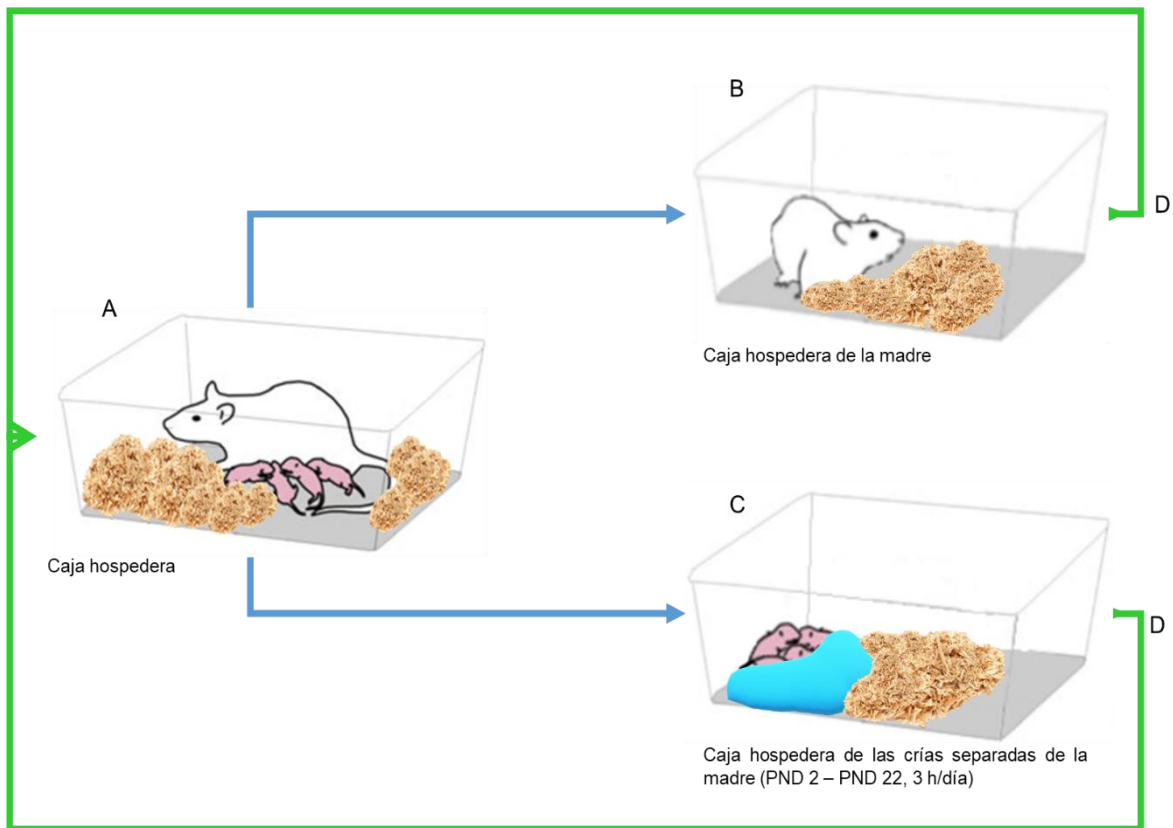 B
D
A
Caja hospedera de la madre
Caja hospedera
C
D
Caja hospedera de las crías separadas de la
madre (PND 2 – PND 22, 3 h/día)